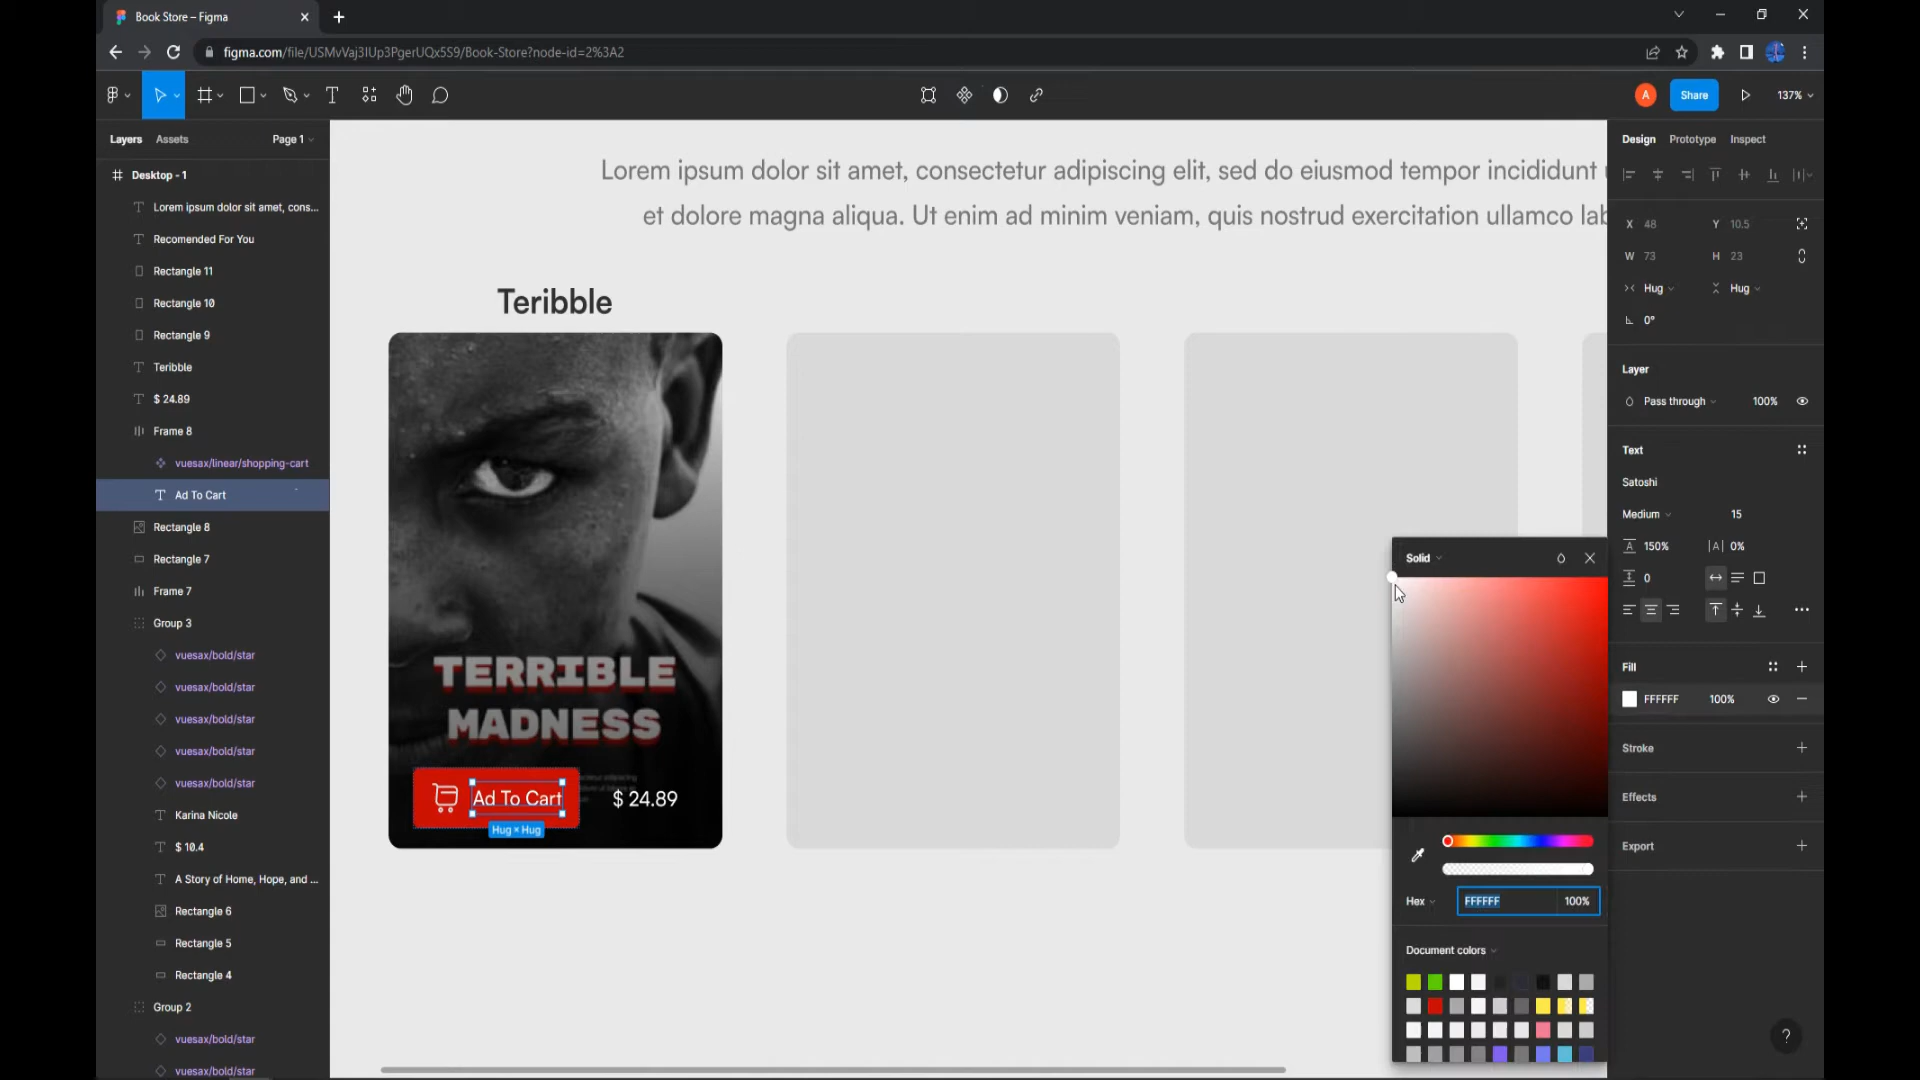 Book Store – Figma
figma.com/file/USMvVaj3IUp3PgerUQx5S9/Book-Store?node-id=2%3A2
A
Share
137%
Layers
Assets
Page 1
Desktop - 1
Lorem ipsum dolor sit amet, cons...
Recomended For You
Rectangle 11
Rectangle 10
Rectangle 9
Teribble
$ 24.89
Frame 8
vuesax/linear/shopping-cart
Ad To Cart
Rectangle 8
Rectangle 7
Frame 7
Group 3
vuesax/bold/star
vuesax/bold/star
vuesax/bold/star
vuesax/bold/star
vuesax/bold/star
Karina Nicole
$ 10.4
A Story of Home, Hope, and ...
Rectangle 6
Rectangle 5
Rectangle 4
Group 2
vuesax/bold/star
vuesax/bold/star
Lorem ipsum dolor sit amet, consectetur adipiscing elit, sed do eiusmod tempor incididunt
et dolore magna aliqua. Ut enim ad minim veniam, quis nostrud exercitation ullamco lab
Teribble
TERRIBLE
MADNESS
Ad To Cart
$ 24.89
Hug × Hug
Solid
Hex
FFFFFF
100%
Document colors
Design
Prototype
Inspect
X 48
Y 10.5
W 73
H 23
Hug
Hug
0°
Layer
Pass through
100%
Text
Satoshi
Medium
15
150%
0%
0
Fill
FFFFFF
100%
Stroke
Effects
Export
?